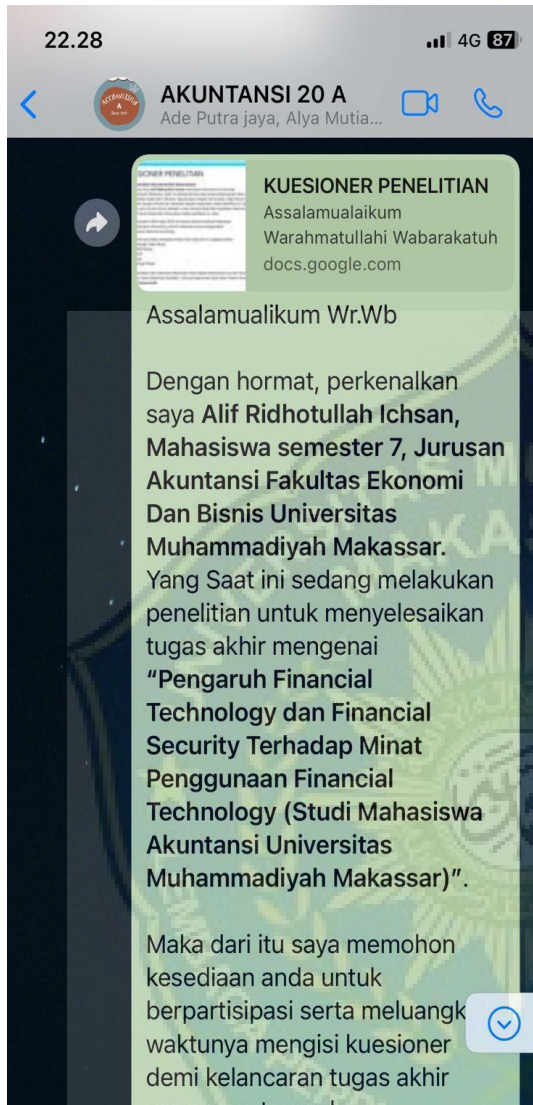 22.28
4G 87
AKUNTANSI 20 A
Ade Putra jaya, Alya Mutia...
KUESIONER PENELITIAN
Assalamualaikum
Warahmatullahi Wabarakatuh
docs.google.com
Assalamualikum Wr.Wb
Dengan hormat, perkenalkan
saya Alif Ridhotullah Ichsan,
Mahasiswa semester 7, Jurusan
Akuntansi Fakultas Ekonomi
Dan Bisnis Universitas
Muhammadiyah Makassar.
Yang Saat ini sedang melakukan
penelitian untuk menyelesaikan
tugas akhir mengenai
“Pengaruh Financial
Technology dan Financial
Security Terhadap Minat
Penggunaan Financial
Technology (Studi Mahasiswa
Akuntansi Universitas
Muhammadiyah Makassar)”.
Maka dari itu saya memohon
kesediaan anda untuk
berpartisipasi serta meluangk
waktunya mengisi kuesioner
demi kelancaran tugas akhir